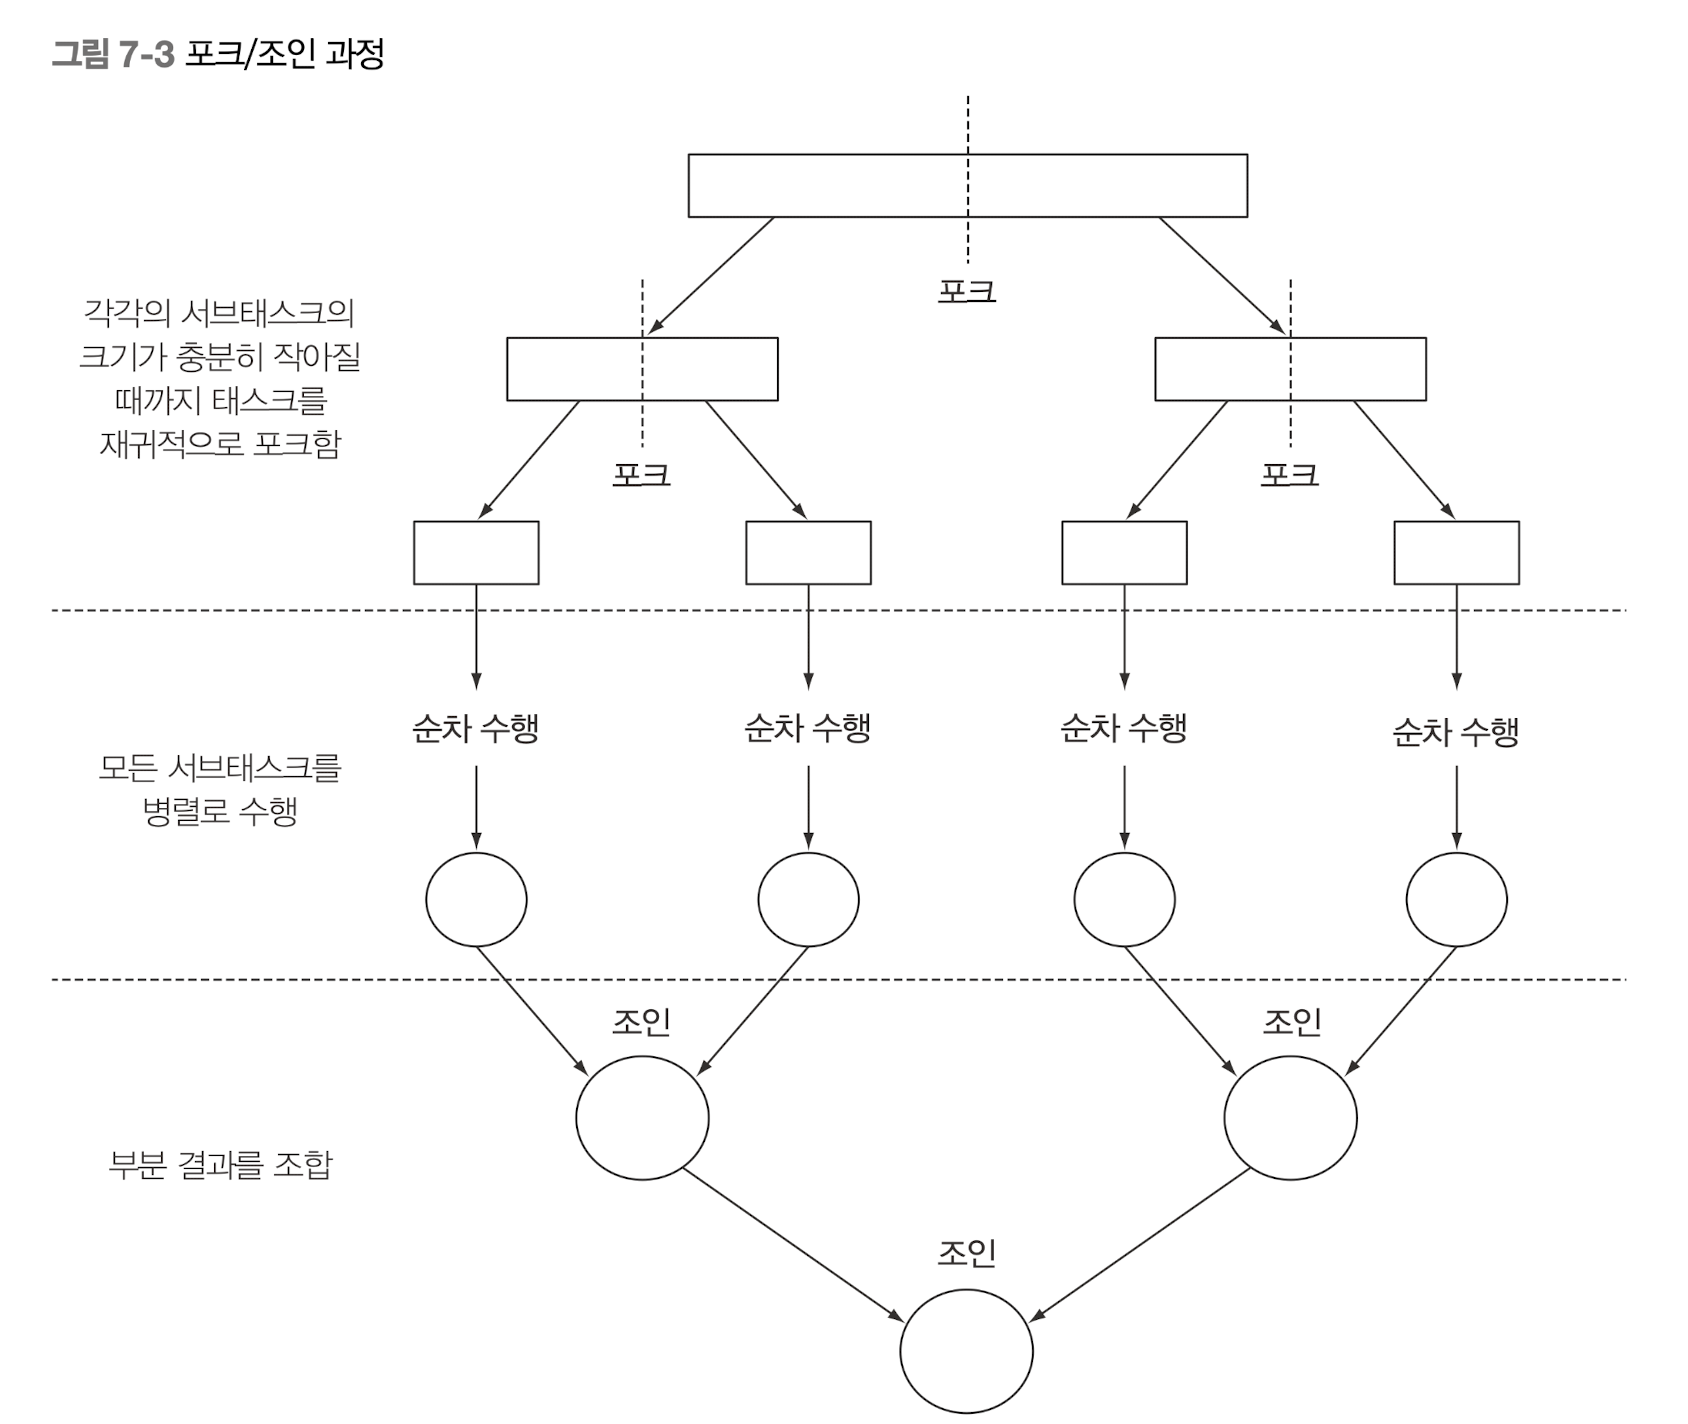 그림 7-3 포크/조인 과정
포크
각각의 서브태스크의
크기가 충분히 작아질
때까지 태스크를
재귀적으로 포크함
포크
포크
순차 수행
순차 수행
순차 수행
순차 수행
모든 서브태스크를
병렬로 수행
조인
조인
부분 결과를 조합
조인